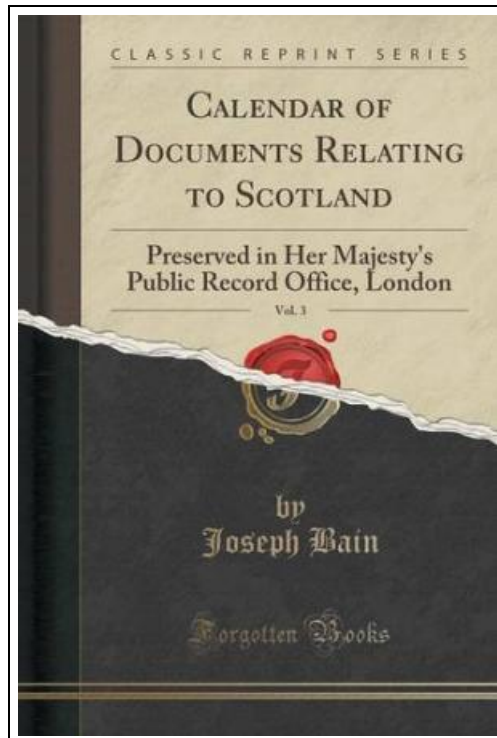 CLASSIC REPRINT SERIES
CALENDAR OF
DOCUMENTS RELATING
TO SCOTLAND
Preserved in Her Majesty's
Public Record Office, London
Vol. 3
by
Joseph Bain
Forgotten Books